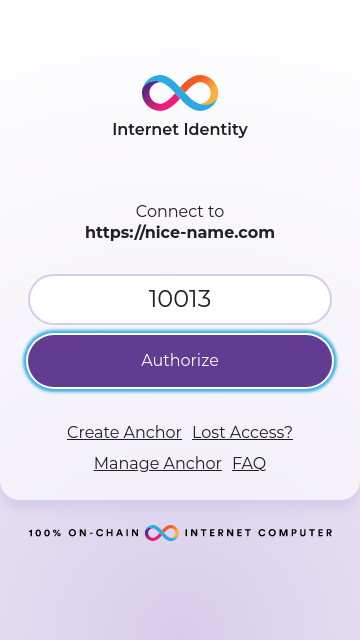 Internet Identity
Connect to
https://nice-name.com
10013
Authorize
Create Anchor Lost Access?
Manage Anchor FAQ
100% ON-CHAIN INTERNET COMPUTER